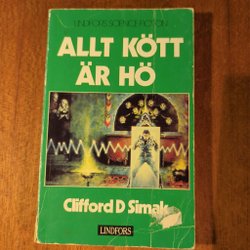 LINDFORS SCIENCE FICTION
ALLT KÖTT
ÄR HÖ
Clifford D Simak
LINDFORS